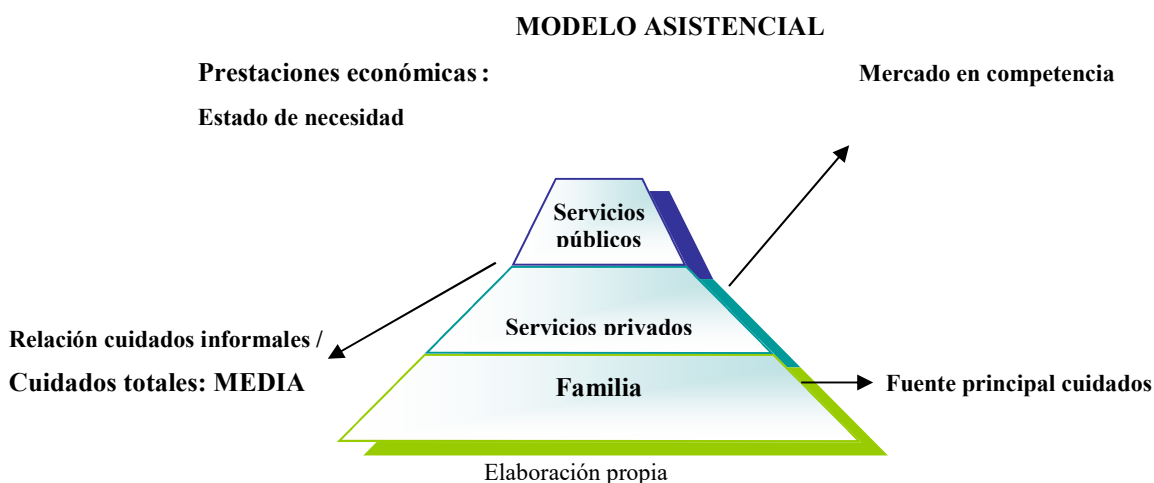 MODELO ASISTENCIAL
Prestaciones económicas :
Mercado en competencia
Estado de necesidad
Servicios
públicos
Servicios privados
Relación cuidados informales /
Cuidados totales: MEDIA
Familia
Fuente principal cuidados
Elaboración propia